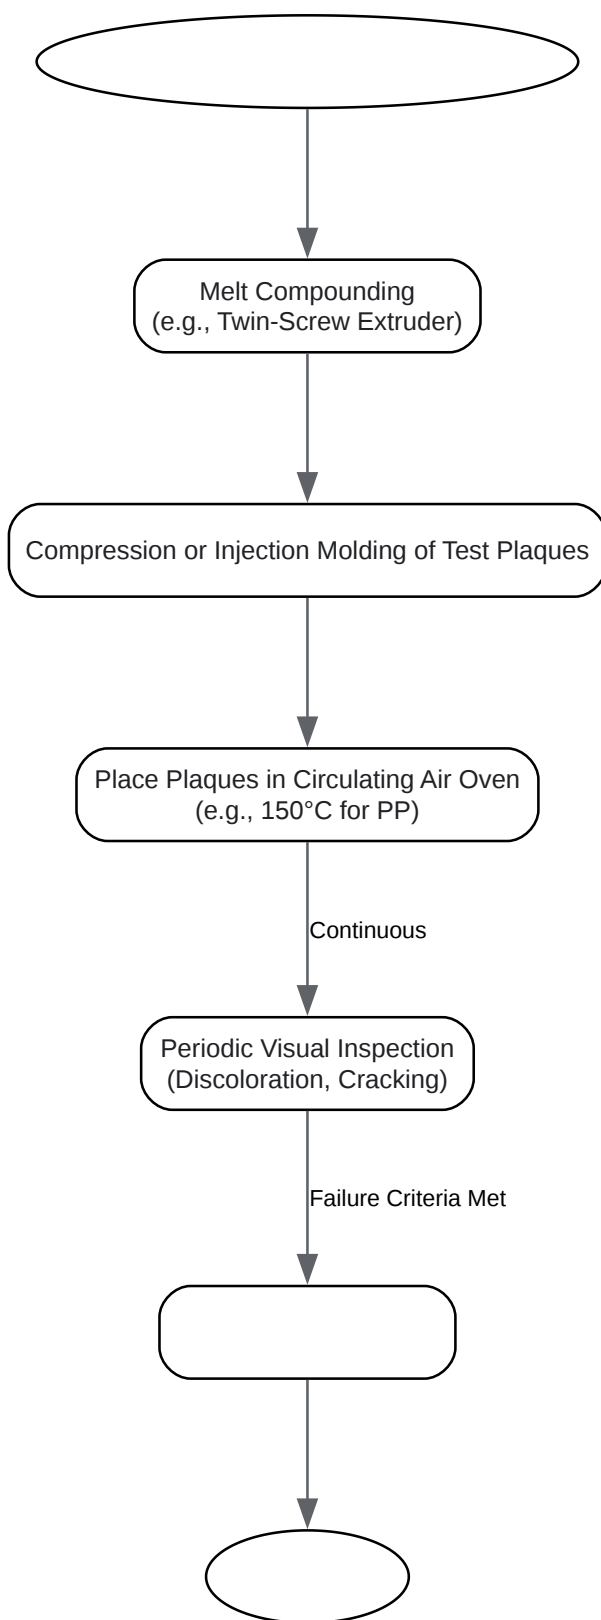 Melt Compounding
(e.g., Twin-Screw Extruder)
Compression or Injection Molding of Test Plaques
Place Plaques in Circulating Air Oven
(e.g., 150°C for PP)
Continuous
Periodic Visual Inspection
(Discoloration, Cracking)
Failure Criteria Met